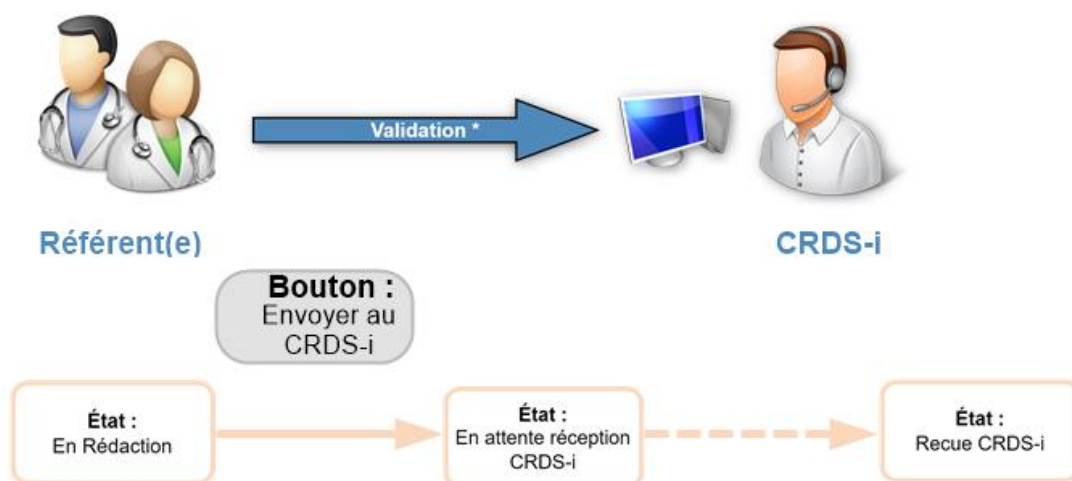 Validation *
Référent(e)
CRDS-i
Bouton :
Envoyer au
CRDS-i
État :
En Rédaction
État :
En attente réception
CRDS-i
État :
Recue CRDS-i